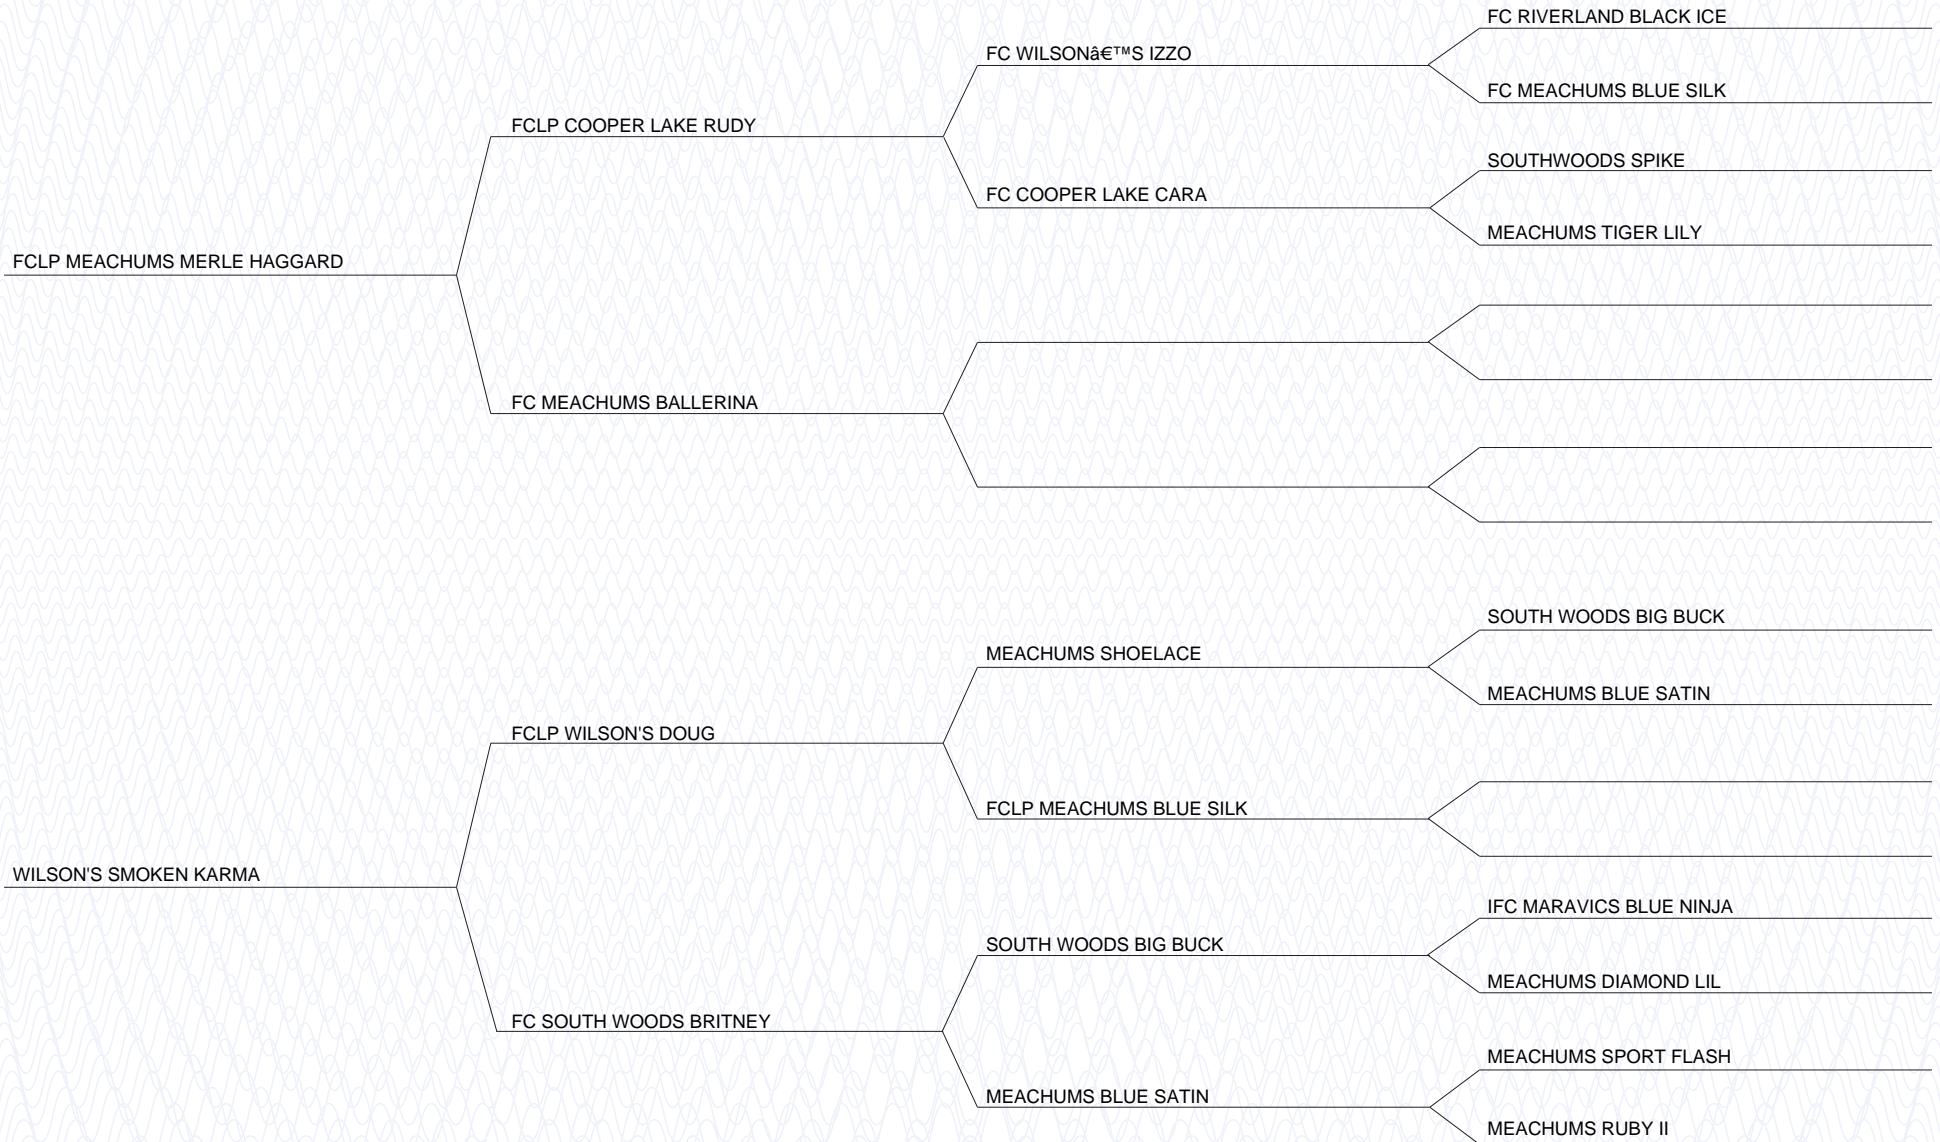 FC RIVERLAND BLACK ICE
FC WILSONâ€™S IZZO
FC MEACHUMS BLUE SILK
FCLP COOPER LAKE RUDY
SOUTHWOODS SPIKE
FC COOPER LAKE CARA
MEACHUMS TIGER LILY
FCLP MEACHUMS MERLE HAGGARD
FC MEACHUMS BALLERINA
SOUTH WOODS BIG BUCK
MEACHUMS SHOELACE
MEACHUMS BLUE SATIN
FCLP WILSON'S DOUG
FCLP MEACHUMS BLUE SILK
WILSON'S SMOKEN KARMA
IFC MARAVICS BLUE NINJA
SOUTH WOODS BIG BUCK
MEACHUMS DIAMOND LIL
FC SOUTH WOODS BRITNEY
MEACHUMS SPORT FLASH
MEACHUMS BLUE SATIN
MEACHUMS RUBY II